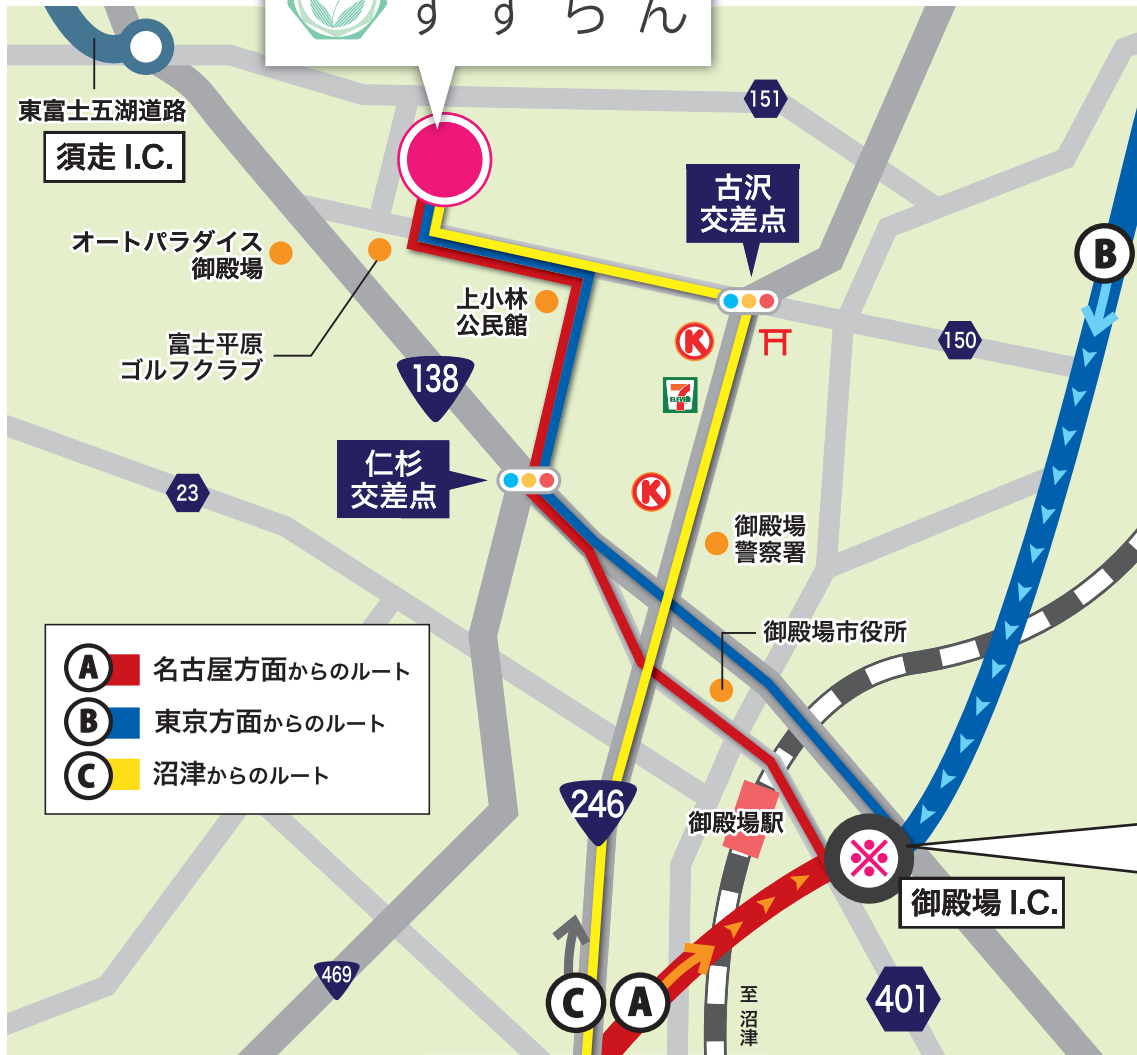 すずらん
東富士五湖道路
須走 I.C.
151
古沢
交差点
オートパラダイス
御殿場
B
上小林
公民館
富士平原
ゴルフクラブ
K
150
138
7
ELEVEN
仁杉
交差点
23
K
御殿場
警察署
御殿場市役所
A 名古屋方面からのルート
B 東京方面からのルート
C 沼津からのルート
246
御殿場駅
※
御殿場 I.C.
469
C
A
至 沼津
401